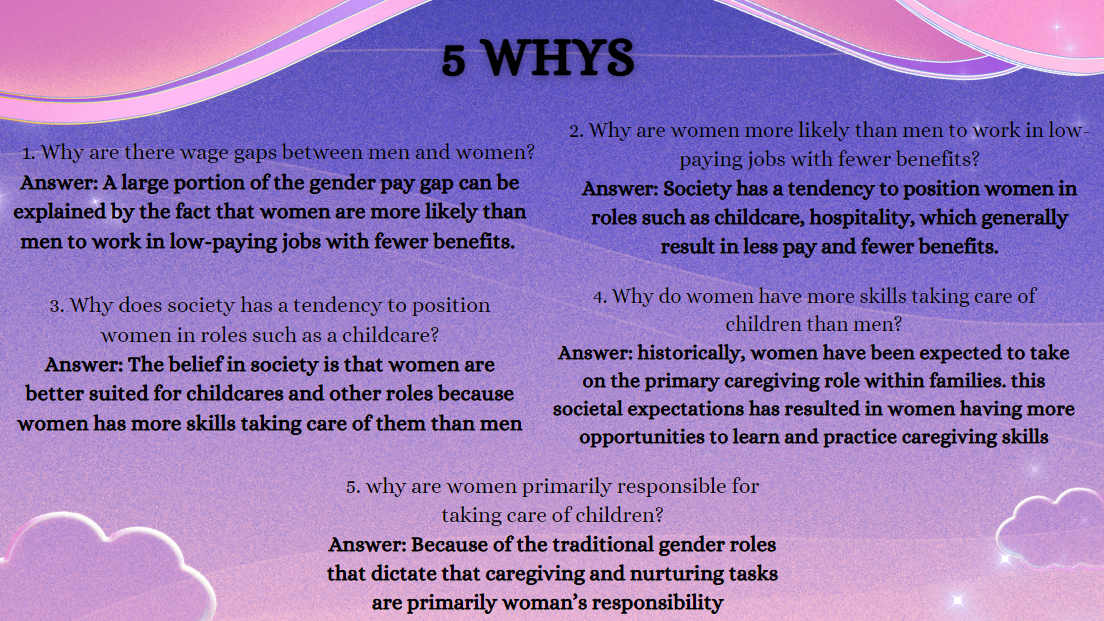 5 WHYS
1. Why are there wage gaps between men and women?
Answer: A large portion of the gender pay gap can be
explained by the fact that women are more likely than
men to work in low-paying jobs with fewer benefits.
2. Why are women more likely than men to work in low-
paying jobs with fewer benefits?
Answer: Society has a tendency to position women in
roles such as childcare, hospitality, which generally
result in less pay and fewer benefits.
3. Why does society has a tendency to position
women in roles such as a childcare?
Answer: The belief in society is that women are
better suited for childcares and other roles because
women has more skills taking care of them than men
4. Why do women have more skills taking care of
children than men?
Answer: historically, women have been expected to take
on the primary caregiving role within families. this
societal expectations has resulted in women having more
opportunities to learn and practice caregiving skills
5. why are women primarily responsible for
taking care of children?
Answer: Because of the traditional gender roles
that dictate that caregiving and nurturing tasks
are primarily woman's responsibility